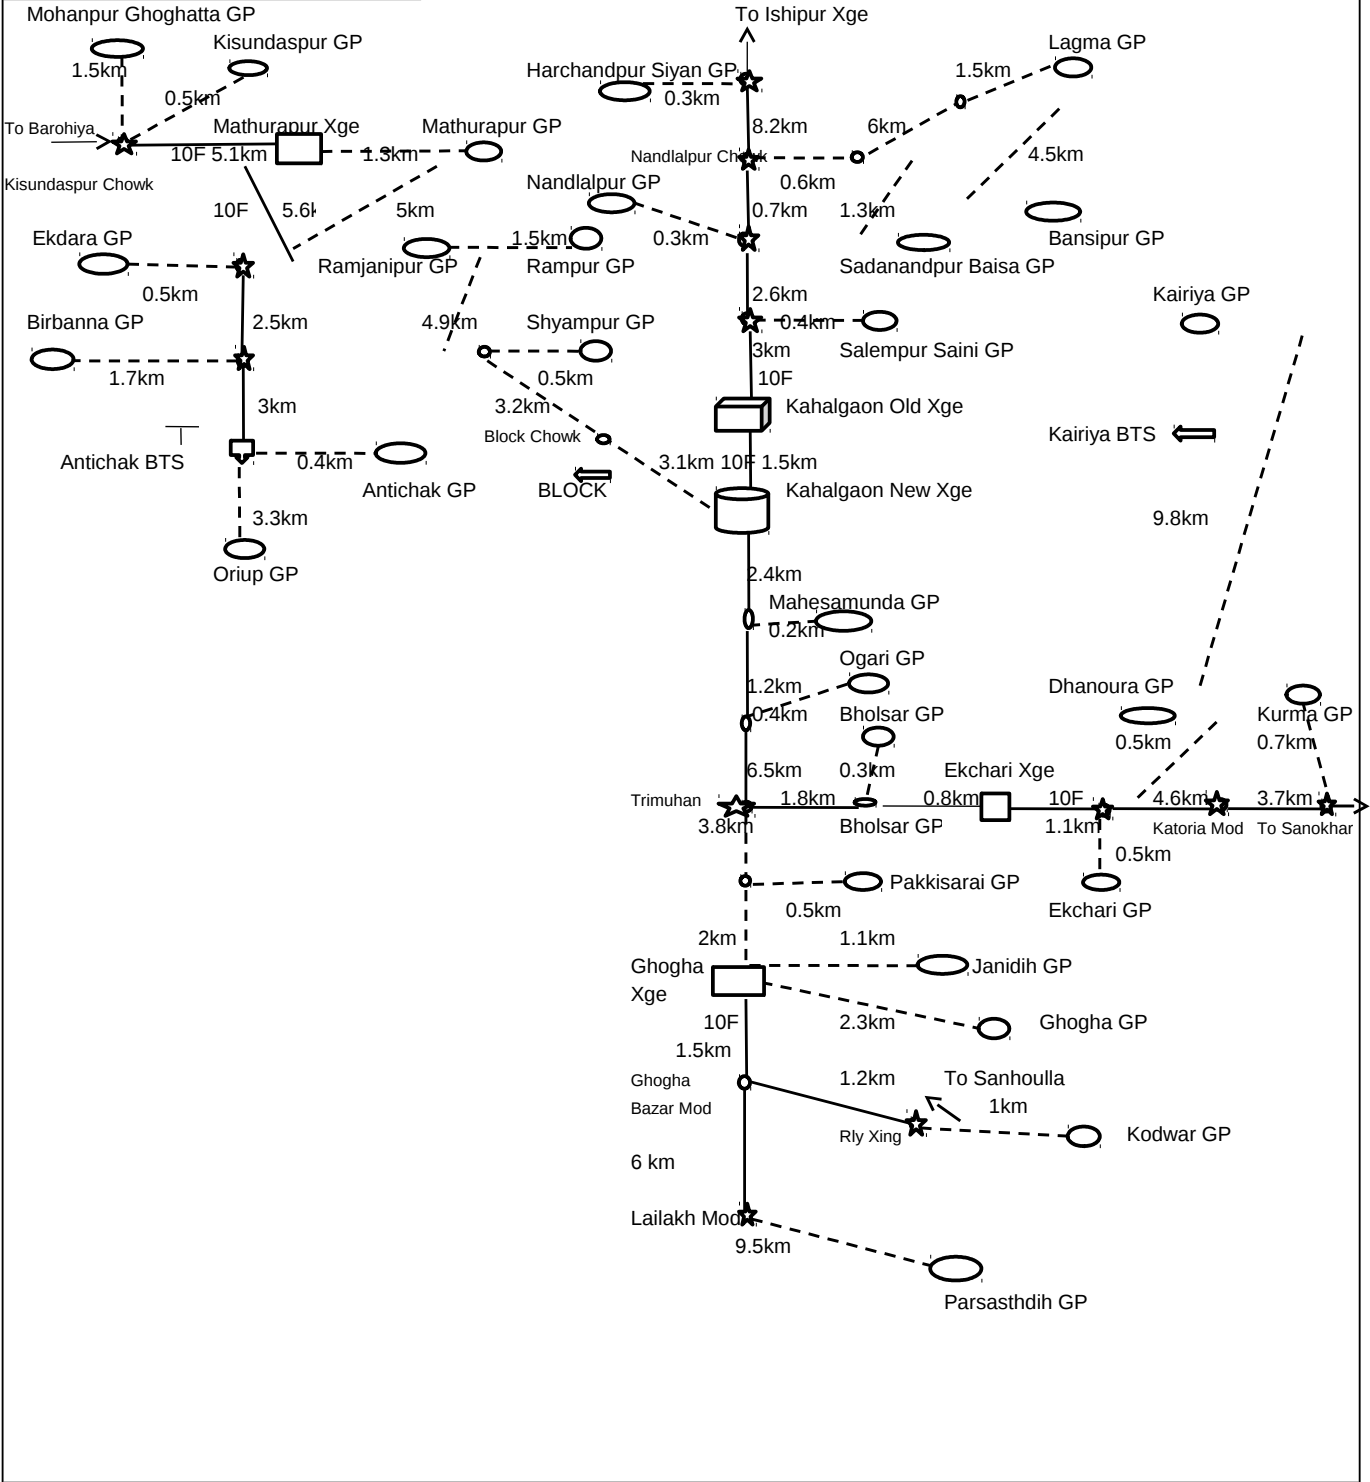 Mohanpur Ghoghatta GP
To Ishipur Xge
Kisundaspur GP
Lagma GP
1.5km
Harchandpur Siyan GP
1.5km
0.5km
0.3km
To Barohiya
Mathurapur Xge
Mathurapur GP
8.2km
6km
10F 5.1km
1.3km
Nandlalpur Chowk
4.5km
Kisundaspur Chowk
Nandlalpur GP
0.6km
10F
5.6k
5km
0.7km
1.3km
Ekdara GP
1.5km
0.3km
Bansipur GP
Ramjanipur GP
Rampur GP
Sadanandpur Baisa GP
0.5km
2.6km
Kairiya GP
Birbanna GP
2.5km
4.9km
Shyampur GP
0.4km
3km
Salempur Saini GP
1.7km
0.5km
10F
3km
3.2km
Kahalgaon Old Xge
Block Chowk
Kairiya BTS
Antichak BTS
0.4km
3.1km 10F 1.5km
Antichak GP
BLOCK
Kahalgaon New Xge
3.3km
9.8km
Oriup GP
2.4km
Mahesamunda GP
0.2km
Ogari GP
1.2km
Dhanoura GP
0.4km
Bholsar GP
Kurma GP
0.5km
0.7km
6.5km
0.3km
Ekchari Xge
Trimuhan
1.8km
0.8km
10F
4.6km
3.7km
3.8km
Bholsar GP
1.1km
Katoria Mod
To Sanokhar
0.5km
Pakkisarai GP
0.5km
Ekchari GP
2km
1.1km
Ghogha
Xge
Janidih GP
10F
2.3km
Ghogha GP
1.5km
Ghogha
Bazar Mod
1.2km
To Sanhoulla
1km
Rly Xing
Kodwar GP
6 km
Lailakh Mod
9.5km
Parsasthdih GP